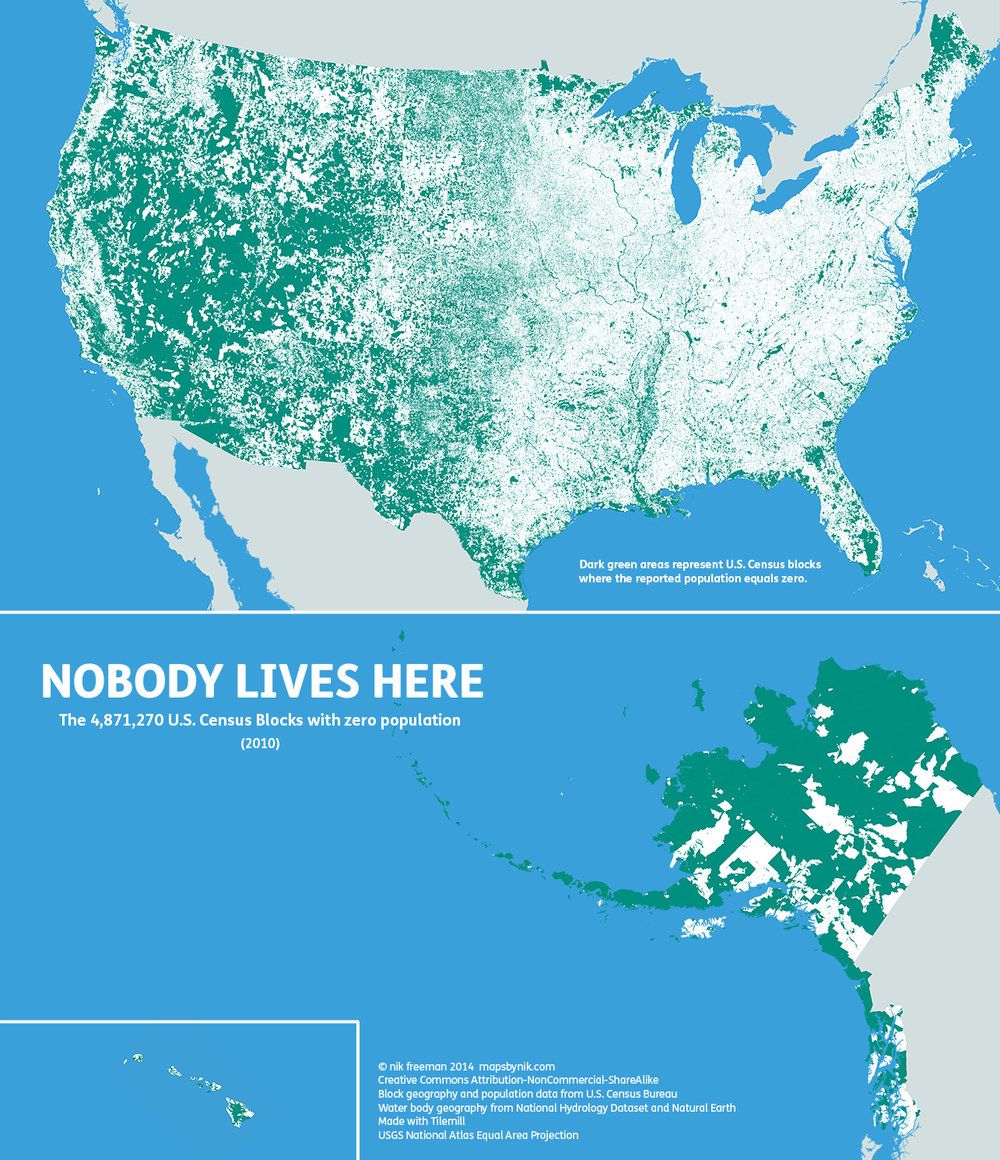 Dark green areas represent U.S. Census blocks
where the reported population equals zero.
NOBODY LIVES HERE
The 4,871,270 U.S. Census Blocks with zero population
(2010)
© nik freeman 2014 mapsbynik.com
Creative Commons Attribution-NonCommercial-ShareAlike
Block geography and population data from U.S. Census Bureau
Water body geography from National Hydrology Dataset and Natural Earth
Made with Tilemill
USGS National Atlas Equal Area Projection